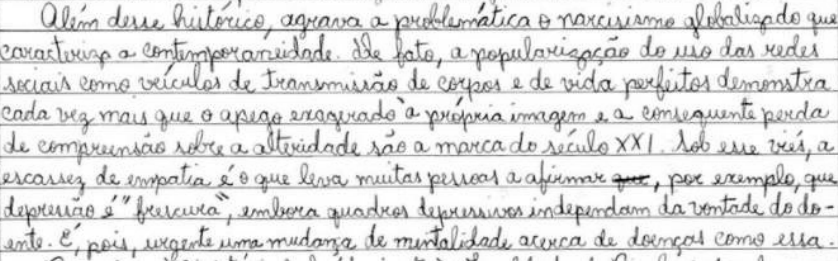 Além desse histórico, agrava a problemática o narcisismo globalizado que
caracteriza a contemporaneidade. De fato, a popularização do uso das redes
sociais como veículos de transmissão de corpos e de vida perfeitos demonstra
cada vez mais que o apego exagerado à própria imagem e a consequente perda
de compreensão sobre a alteridade são a marca do século XXI. Sob esse viés, a
escassez de empatia é o que leva muitas pessoas a afirmar que, por exemplo, que
depressão é "frescura", embora quadros depressivos independam da vontade do do-
ente. É, pois, urgente uma mudança de mentalidade acerca de doenças como essa.